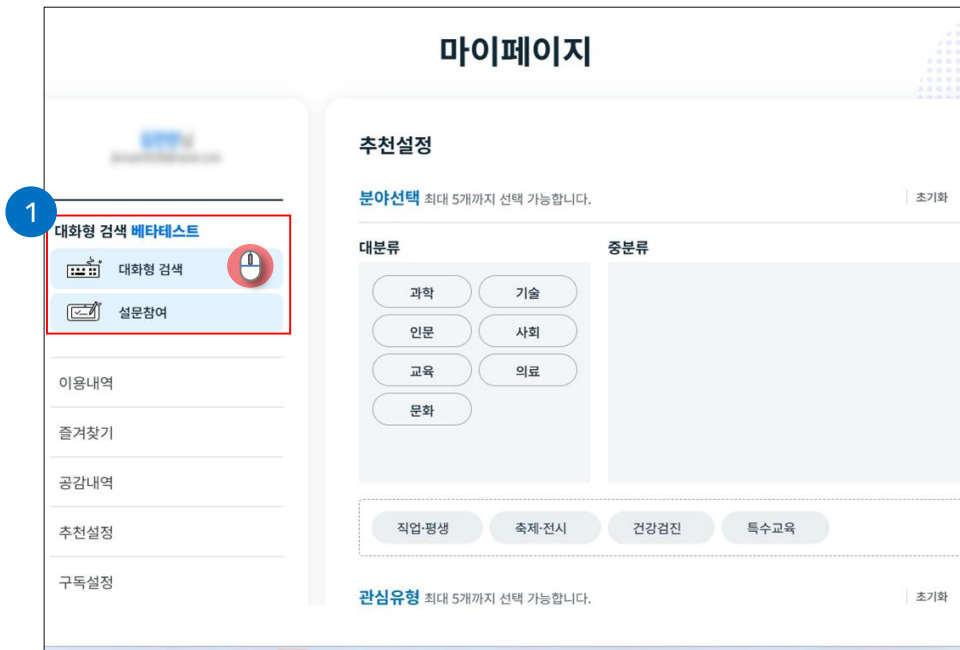 마이페이지
1
대화형 검색 베타테스트
대화형 검색
설문참여
이용내역
즐겨찾기
공감내역
추천설정
구독설정
추천설정
분야선택 최대 5개까지 선택 가능합니다.
초기화
대분류
중분류
과학
기술
인문
사회
교육
의료
문화
직업·평생
축제·전시
건강검진
특수교육
관심유형 최대 5개까지 선택 가능합니다.
초기화